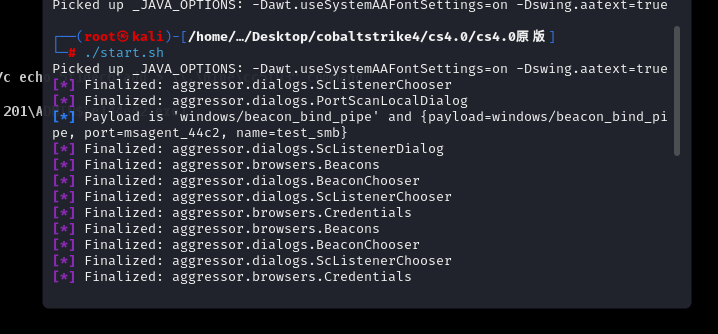 Picked up _JAVA_OPTIONS: -Dawt.useSystemAAFontSettings=on -Dswing.aatext=true
┌──(root㉿kali)-[/home/…/Desktop/cobaltstrike4/cs4.0/cs4.0原版]
└─# ./start.sh
Picked up _JAVA_OPTIONS: -Dawt.useSystemAAFontSettings=on -Dswing.aatext=true
/c echo
[*] Finalized: aggressor.dialogs.ScListenerChooser
[*] Finalized: aggressor.dialogs.PortScanLocalDialog
201\A
[*] Payload is 'windows/beacon_bind_pipe' and {payload=windows/beacon_bind_pi
pe, port=msagent_44c2, name=test_smb}
[*] Finalized: aggressor.dialogs.ScListenerDialog
[*] Finalized: aggressor.browsers.Beacons
[*] Finalized: aggressor.dialogs.BeaconChooser
[*] Finalized: aggressor.dialogs.ScListenerChooser
[*] Finalized: aggressor.browsers.Credentials
[*] Finalized: aggressor.browsers.Beacons
[*] Finalized: aggressor.dialogs.BeaconChooser
[*] Finalized: aggressor.dialogs.ScListenerChooser
[*] Finalized: aggressor.browsers.Credentials